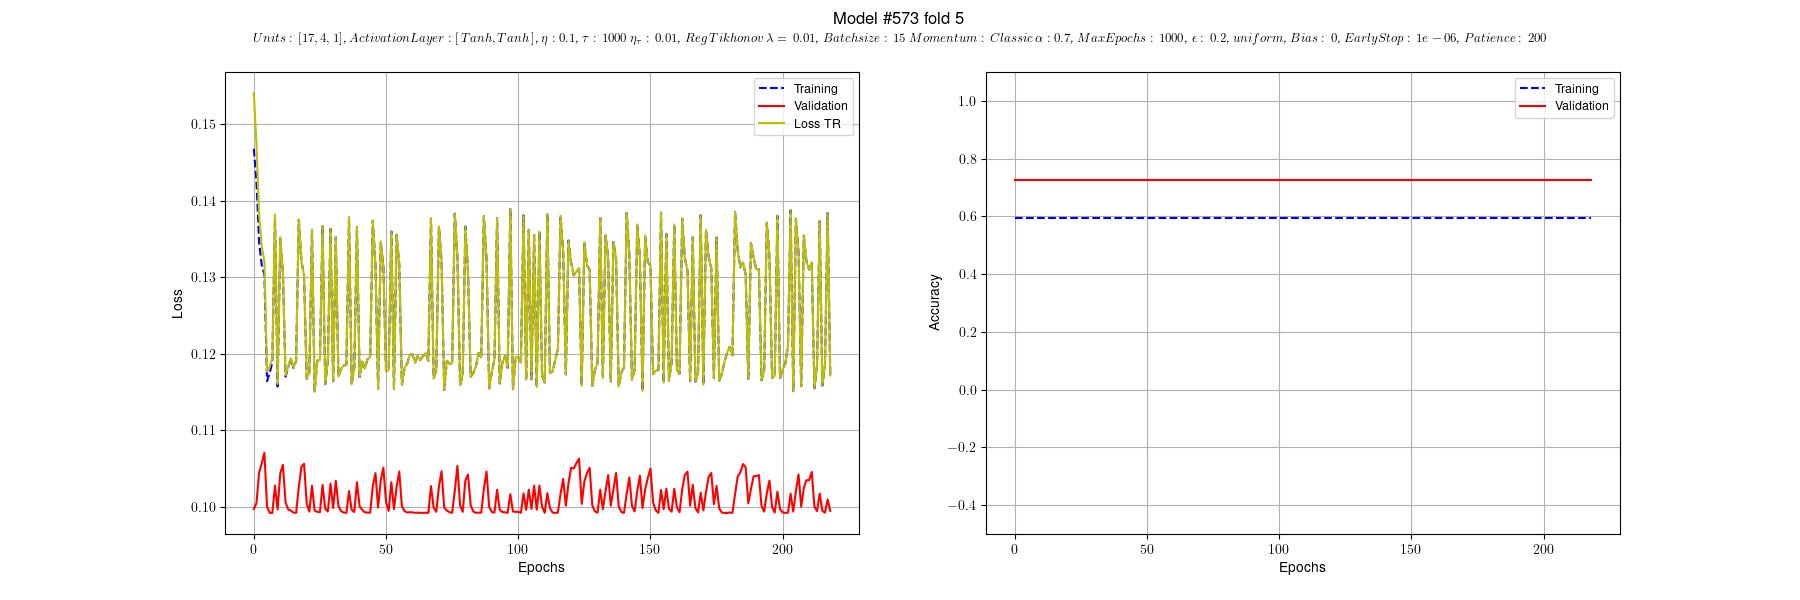 Model #573 fold 5
Units : [17, 4, 1], ActivationLayer : [Tanh, Tanh], η : 0.1, τ : 1000 η_τ : 0.01, RegTikhonov λ = 0.01, Batchsize : 15 Momentum : Classic α : 0.7, MaxEpochs : 1000, ϵ : 0.2, uniform, Bias : 0, EarlyStop : 1e − 06, Patience : 200
Training
Validation
Loss TR
0.15
0.14
0.13
0.12
0.11
0.10
Loss
0 50 100 150 200
Epochs
Training
Validation
1.0
0.8
0.6
0.4
0.2
0.0
−0.2
−0.4
Accuracy
0 50 100 150 200
Epochs